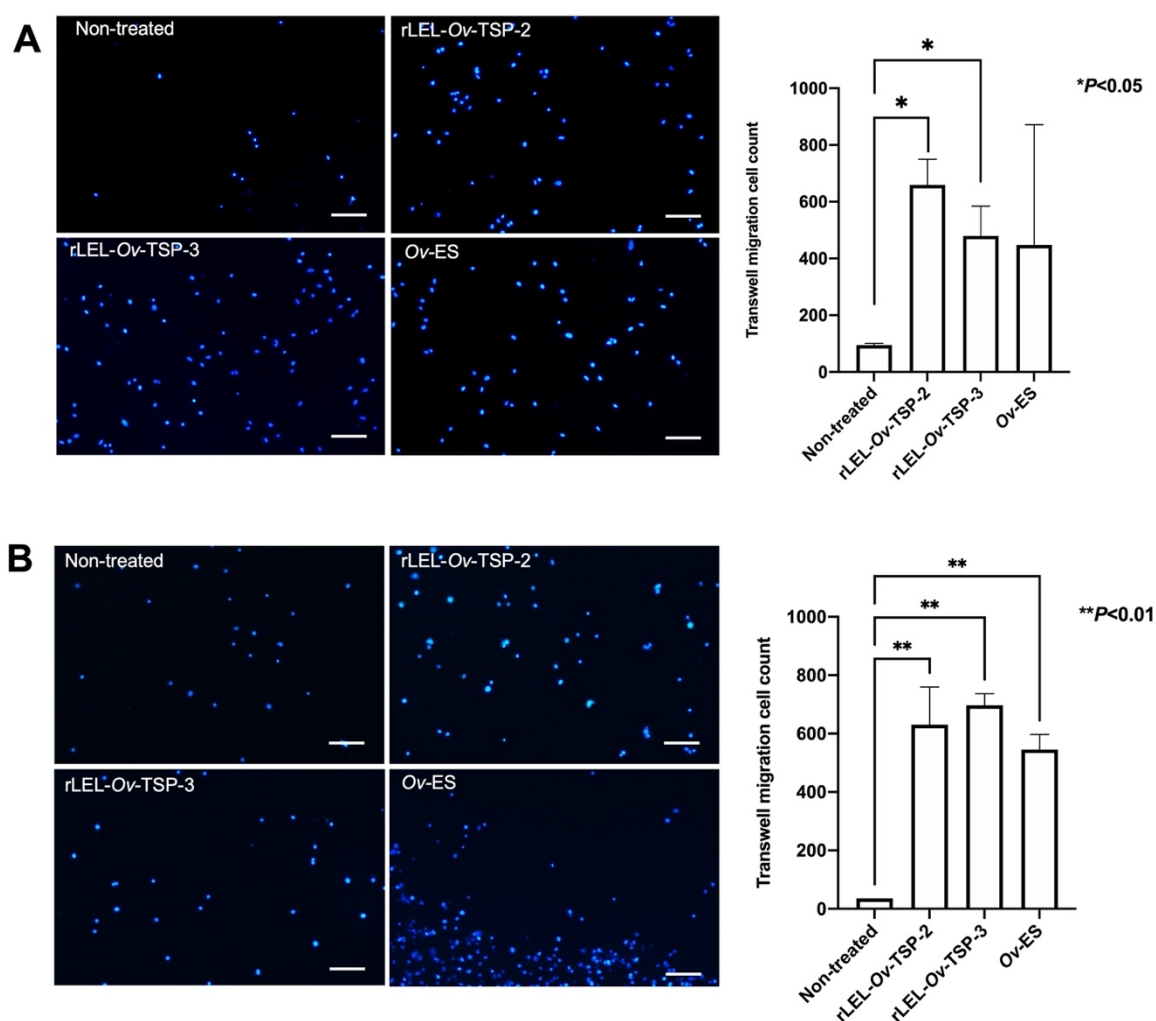 A
Non-treated
rLEL-Ov-TSP-2
rLEL-Ov-TSP-3
Ov-ES
*
*
*P<0.05
Transwell migration cell count
1000
800
600
400
200
0
Non-treated
rLEL-Ov-TSP-2
rLEL-Ov-TSP-3
Ov-ES
B
Non-treated
rLEL-Ov-TSP-2
rLEL-Ov-TSP-3
Ov-ES
**
**
**
**P<0.01
Transwell migration cell count
1000
800
600
400
200
0
Non-treated
rLEL-Ov-TSP-2
rLEL-Ov-TSP-3
Ov-ES